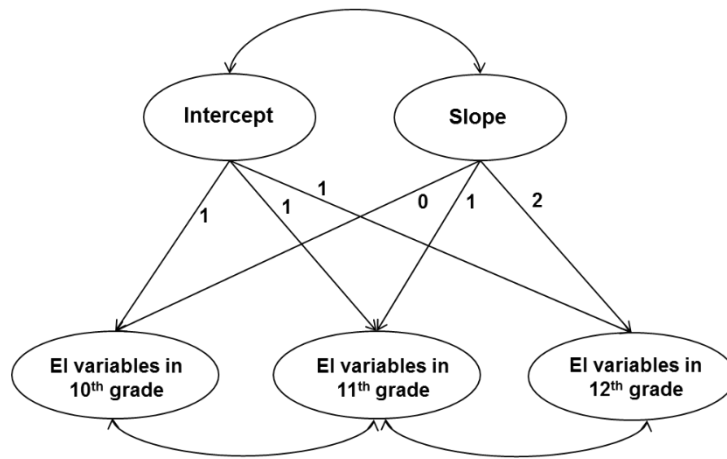 Intercept
Slope
1
1
1
0
1
2
EI variables in
10th grade
EI variables in
11th grade
EI variables in
12th grade